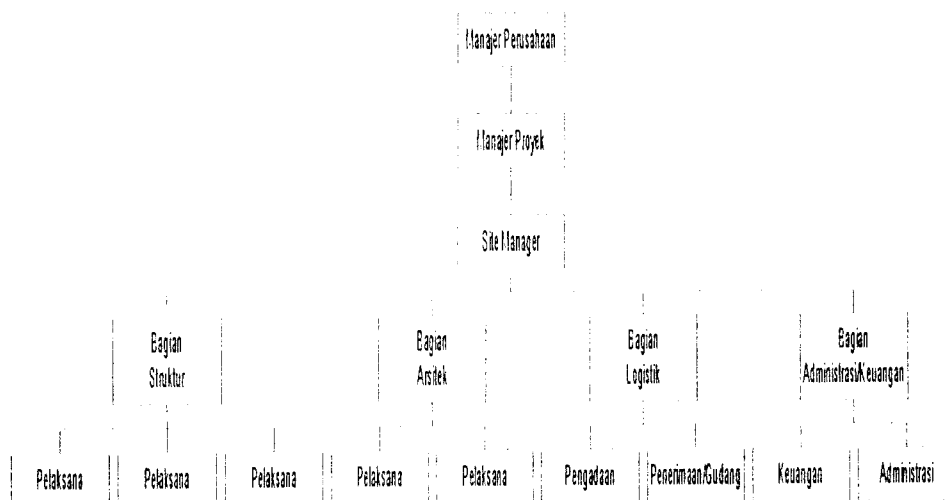 Manajer Perusahaan
Manajer Proyek
Site Manager
Bagian
Struktur
Bagian
Arsitek
Bagian
Logistik
Bagian
Administrasi/Keuangan
Pelaksana
Pelaksana
Pelaksana
Pelaksana
Pelaksana
Pengadaan
Penerimaan/Gudang
Keuangan
Administrasi